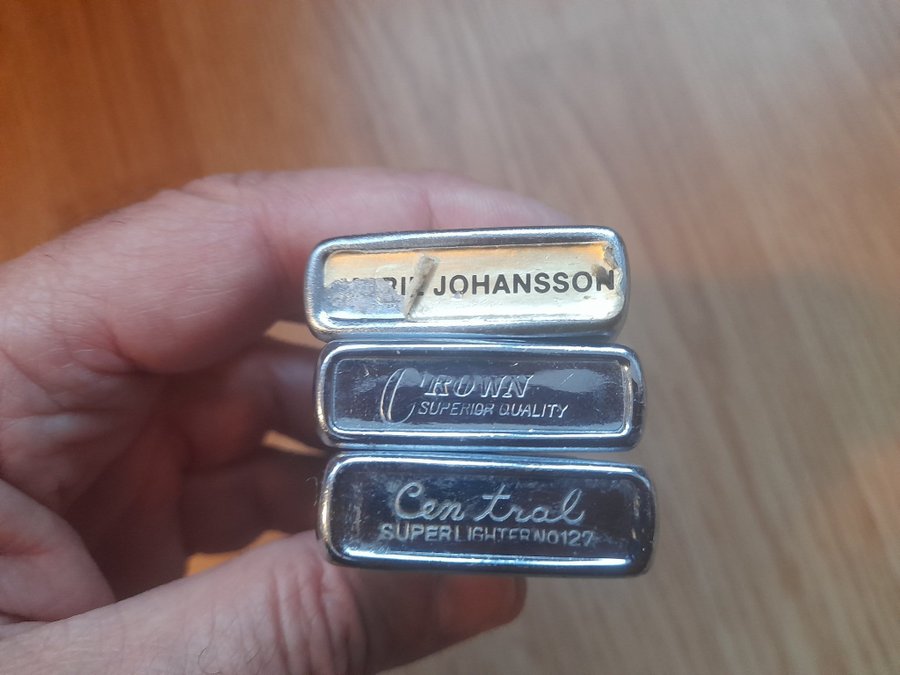 JOHANSSON
CROWN
SUPERIOR QUALITY
Central
SUPER LIGHTER NO127